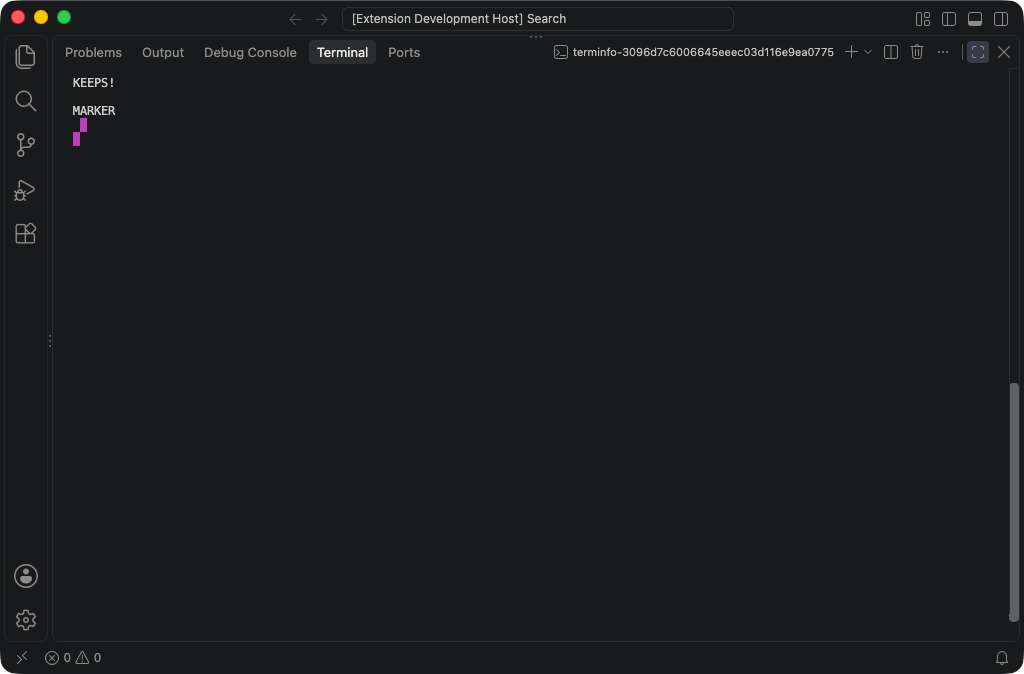 [Extension Development Host] Search
Problems Output Debug Console Terminal Ports terminfo-3096d7c6006645eeec03d116e9ea0775
KEEPS!
MARKER
0 0